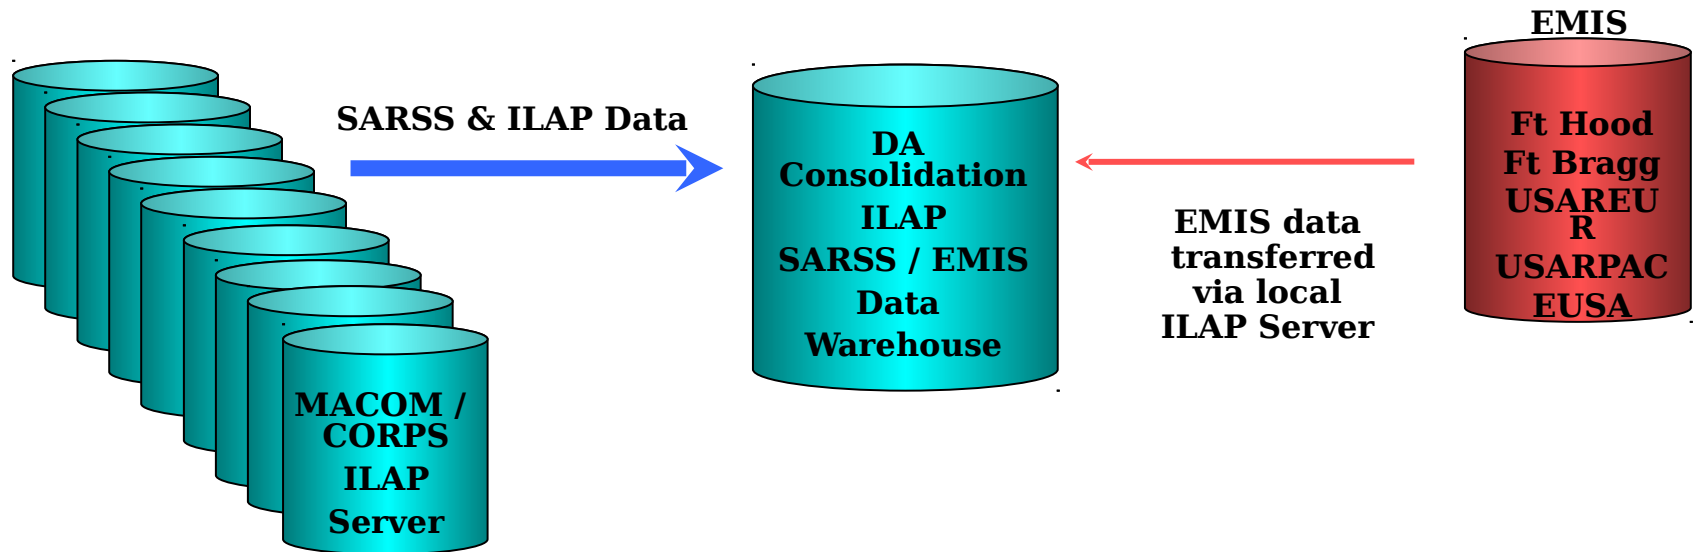 SARSS & ILAP Data
MACOM /
CORPS
ILAP
Server
DA
Consolidation
ILAP
SARSS / EMIS
Data
Warehouse
EMIS data
transferred
via local
ILAP Server
EMIS
Ft Hood
Ft Bragg
USAREU
R
USARPAC
EUSA